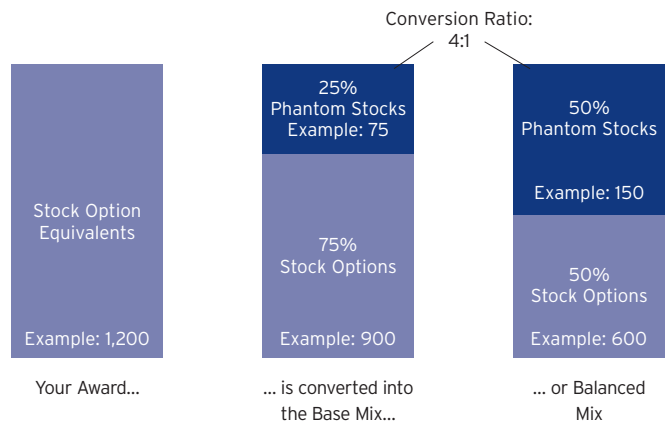 Conversion Ratio:
4:1
Stock Option
Equivalents
Example: 1,200
Your Award...
25%
Phantom Stocks
Example: 75
75%
Stock Options
Example: 900
... is converted into
the Base Mix...
50%
Phantom Stocks
Example: 150
50%
Stock Options
Example: 600
... or Balanced
Mix